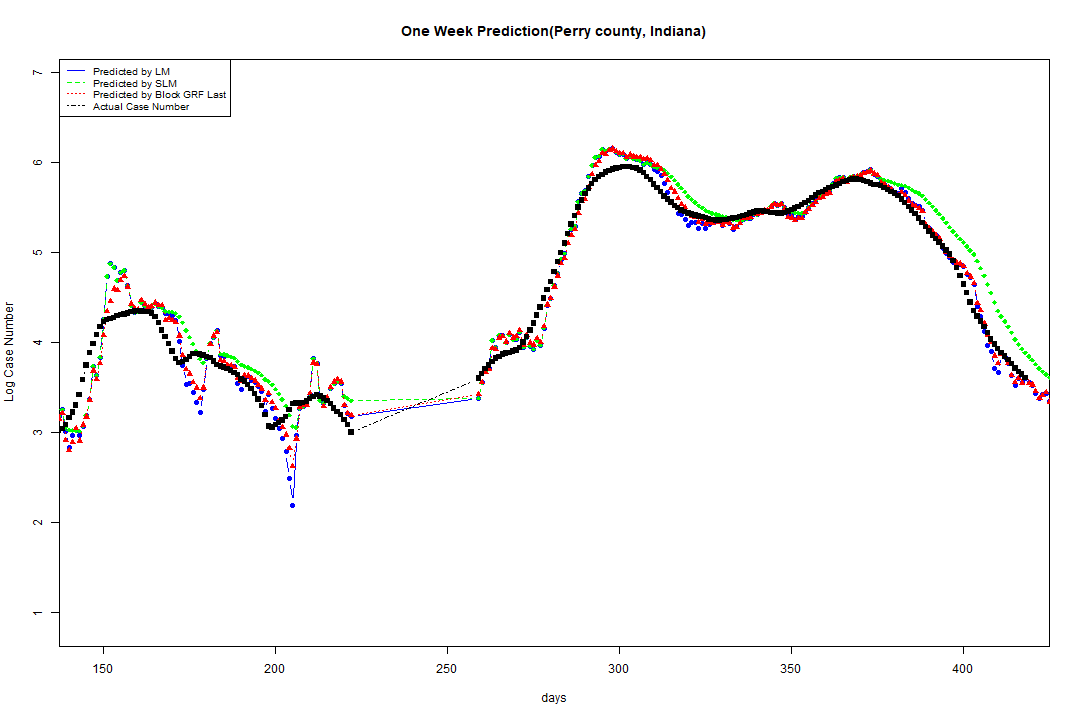 One Week Prediction(Perry county, Indiana)
Predicted by LM
Predicted by SLM
Predicted by Block GRF Last
Actual Case Number
7
6
5
4
3
2
1
Log Case Number
150 200 250 300 350 400
days